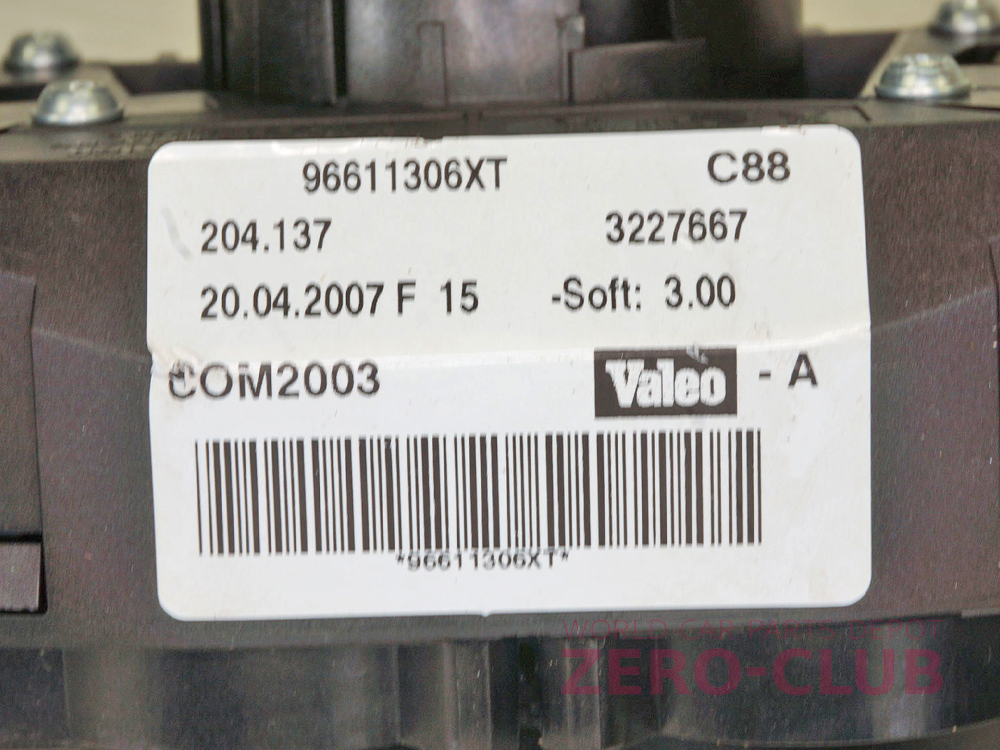 96611306XT C88
204.137 3227667
20.04.2007 F 15 -Soft: 3.00
COM2003 Valeo - A
*96611306XT*
WORLD CAR PARTS DEPOT
ZERO-CLUB